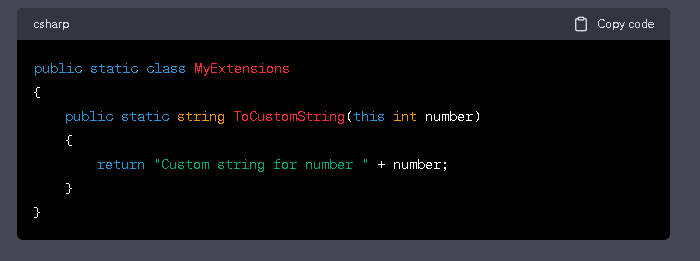 csharp
Copy code
public static class MyExtensions
{
    public static string ToCustomString(this int number)
    {
        return "Custom string for number " + number;
    }
}